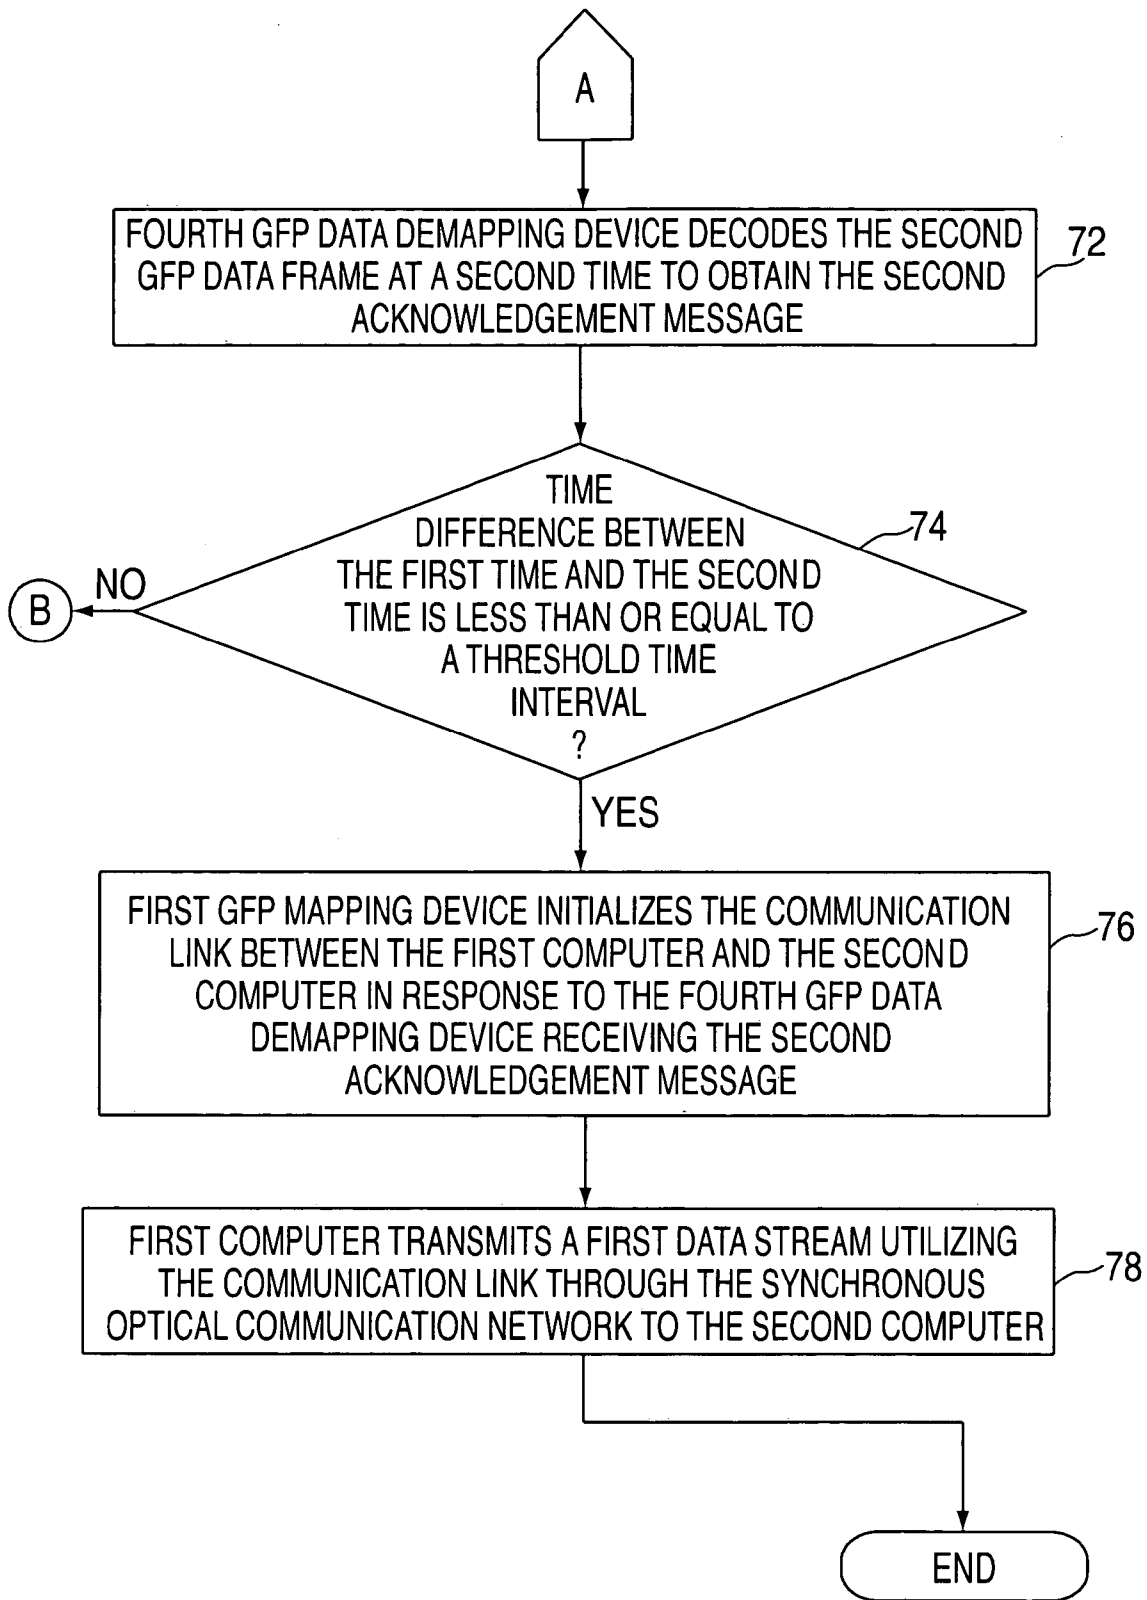 A
FOURTH GFP DATA DEMAPPING DEVICE DECODES THE SECOND
GFP DATA FRAME AT A SECOND TIME TO OBTAIN THE SECOND
ACKNOWLEDGEMENT MESSAGE
72
TIME
DIFFERENCE BETWEEN
THE FIRST TIME AND THE SECOND
TIME IS LESS THAN OR EQUAL TO
A THRESHOLD TIME
INTERVAL
?
74
NO
B
YES
FIRST GFP MAPPING DEVICE INITIALIZES THE COMMUNICATION
LINK BETWEEN THE FIRST COMPUTER AND THE SECOND
COMPUTER IN RESPONSE TO THE FOURTH GFP DATA
DEMAPPING DEVICE RECEIVING THE SECOND
ACKNOWLEDGEMENT MESSAGE
76
FIRST COMPUTER TRANSMITS A FIRST DATA STREAM UTILIZING
THE COMMUNICATION LINK THROUGH THE SYNCHRONOUS
OPTICAL COMMUNICATION NETWORK TO THE SECOND COMPUTER
78
END